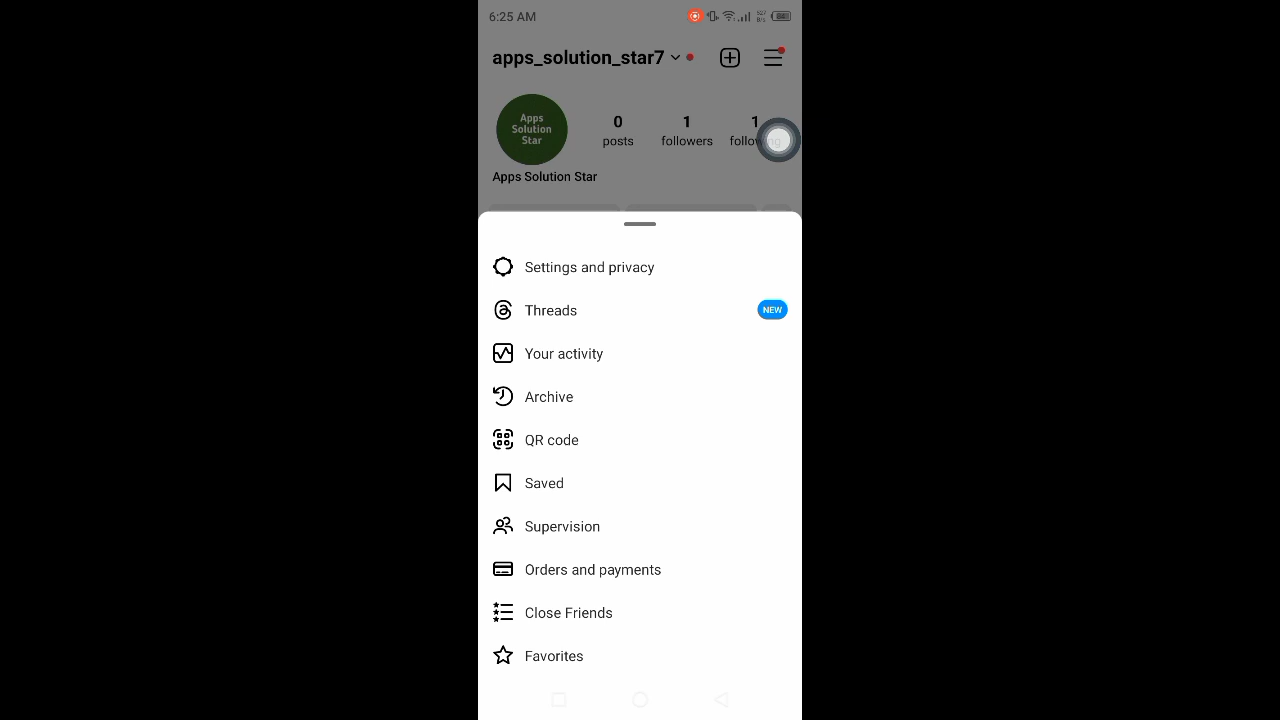 6:25 AM
apps_solution_star7
Apps
Solution
Star
0 1 1
posts followers following
Apps Solution Star
Settings and privacy
Threads NEW
Your activity
Archive
QR code
Saved
Supervision
Orders and payments
Close Friends
Favorites